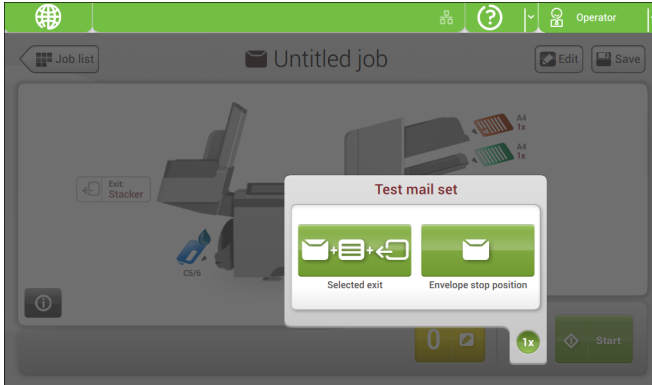 Operator
Job list
Untitled job
Edit
Save
A4
1x
A4
1x
Exit:
Stacker
C5/6
Test mail set
Selected exit
Envelope stop position
0
1x
Start